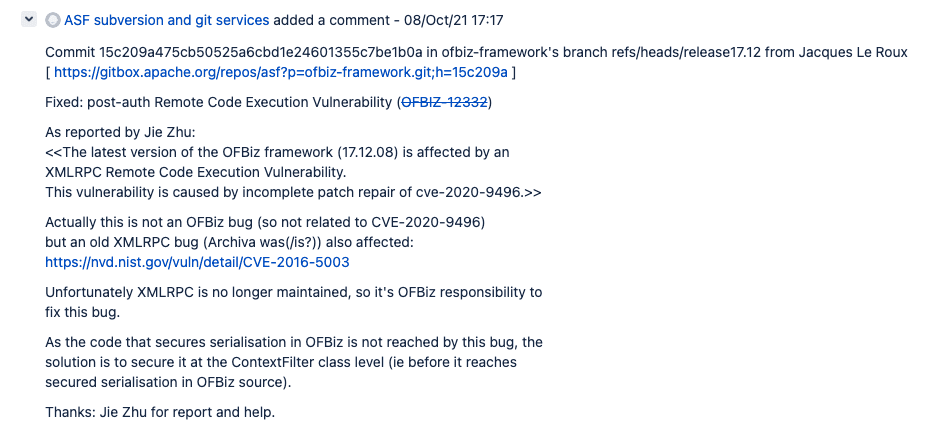 ASF subversion and git services added a comment - 08/Oct/21 17:17
Commit 15c209a475cb50525a6cbd1e24601355c7be1b0a in ofbiz-framework's branch refs/heads/release17.12 from Jacques Le Roux
[ https://gitbox.apache.org/repos/asf?p=ofbiz-framework.git;h=15c209a ]
Fixed: post-auth Remote Code Execution Vulnerability (OFBIZ-12332)
As reported by Jie Zhu:
<<The latest version of the OFBiz framework (17.12.08) is affected by an
XMLRPC Remote Code Execution Vulnerability.
This vulnerability is caused by incomplete patch repair of cve-2020-9496.>>
Actually this is not an OFBiz bug (so not related to CVE-2020-9496)
but an old XMLRPC bug (Archiva was(/is?)) also affected:
https://nvd.nist.gov/vuln/detail/CVE-2016-5003
Unfortunately XMLRPC is no longer maintained, so it's OFBiz responsibility to
fix this bug.
As the code that secures serialisation in OFBiz is not reached by this bug, the
solution is to secure it at the ContextFilter class level (ie before it reaches
secured serialisation in OFBiz source).
Thanks: Jie Zhu for report and help.